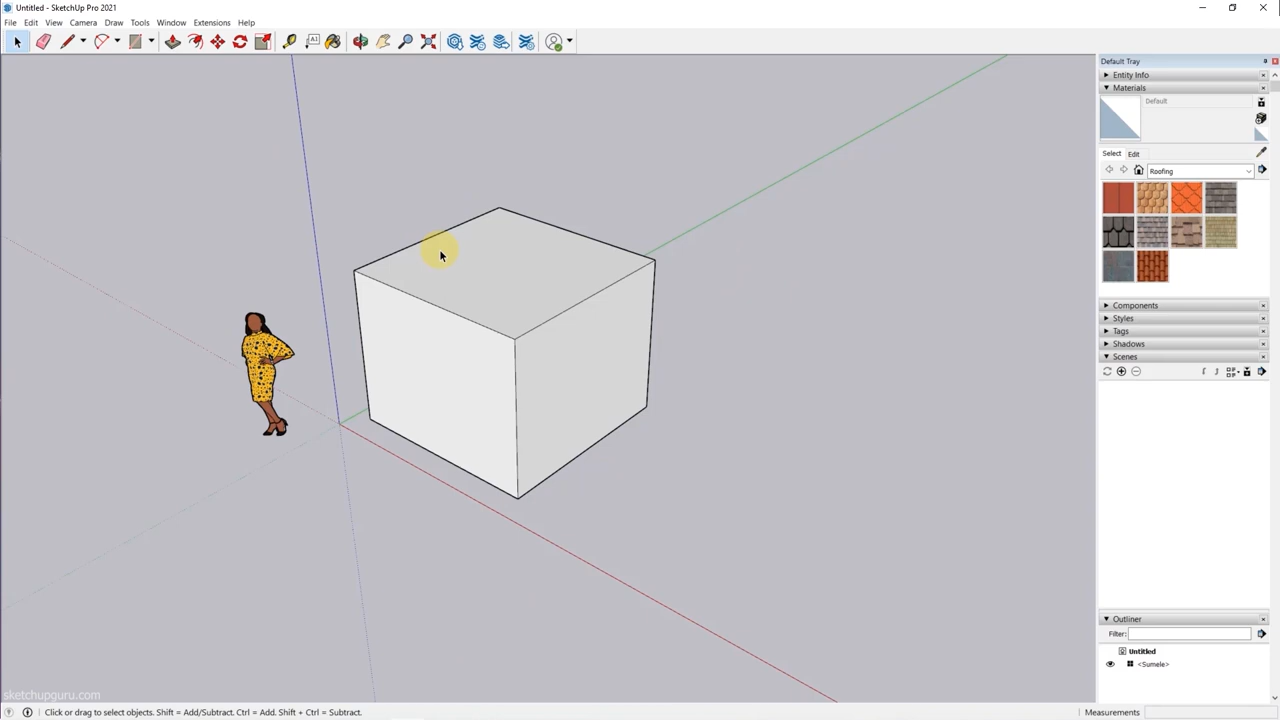 Untitled - SketchUp Pro 2021
File Edit View Camera Draw Tools Window Extensions Help
Default Tray
Entity Info
Materials
Default
Select Edit
Roofing
Components
Styles
Tags
Shadows
Scenes
Outliner
Filter:
Untitled
<Sumele>
sketchupguru.com
Click or drag to select objects. Shift = Add/Subtract. Ctrl = Add. Shift + Ctrl = Subtract.
Measurements